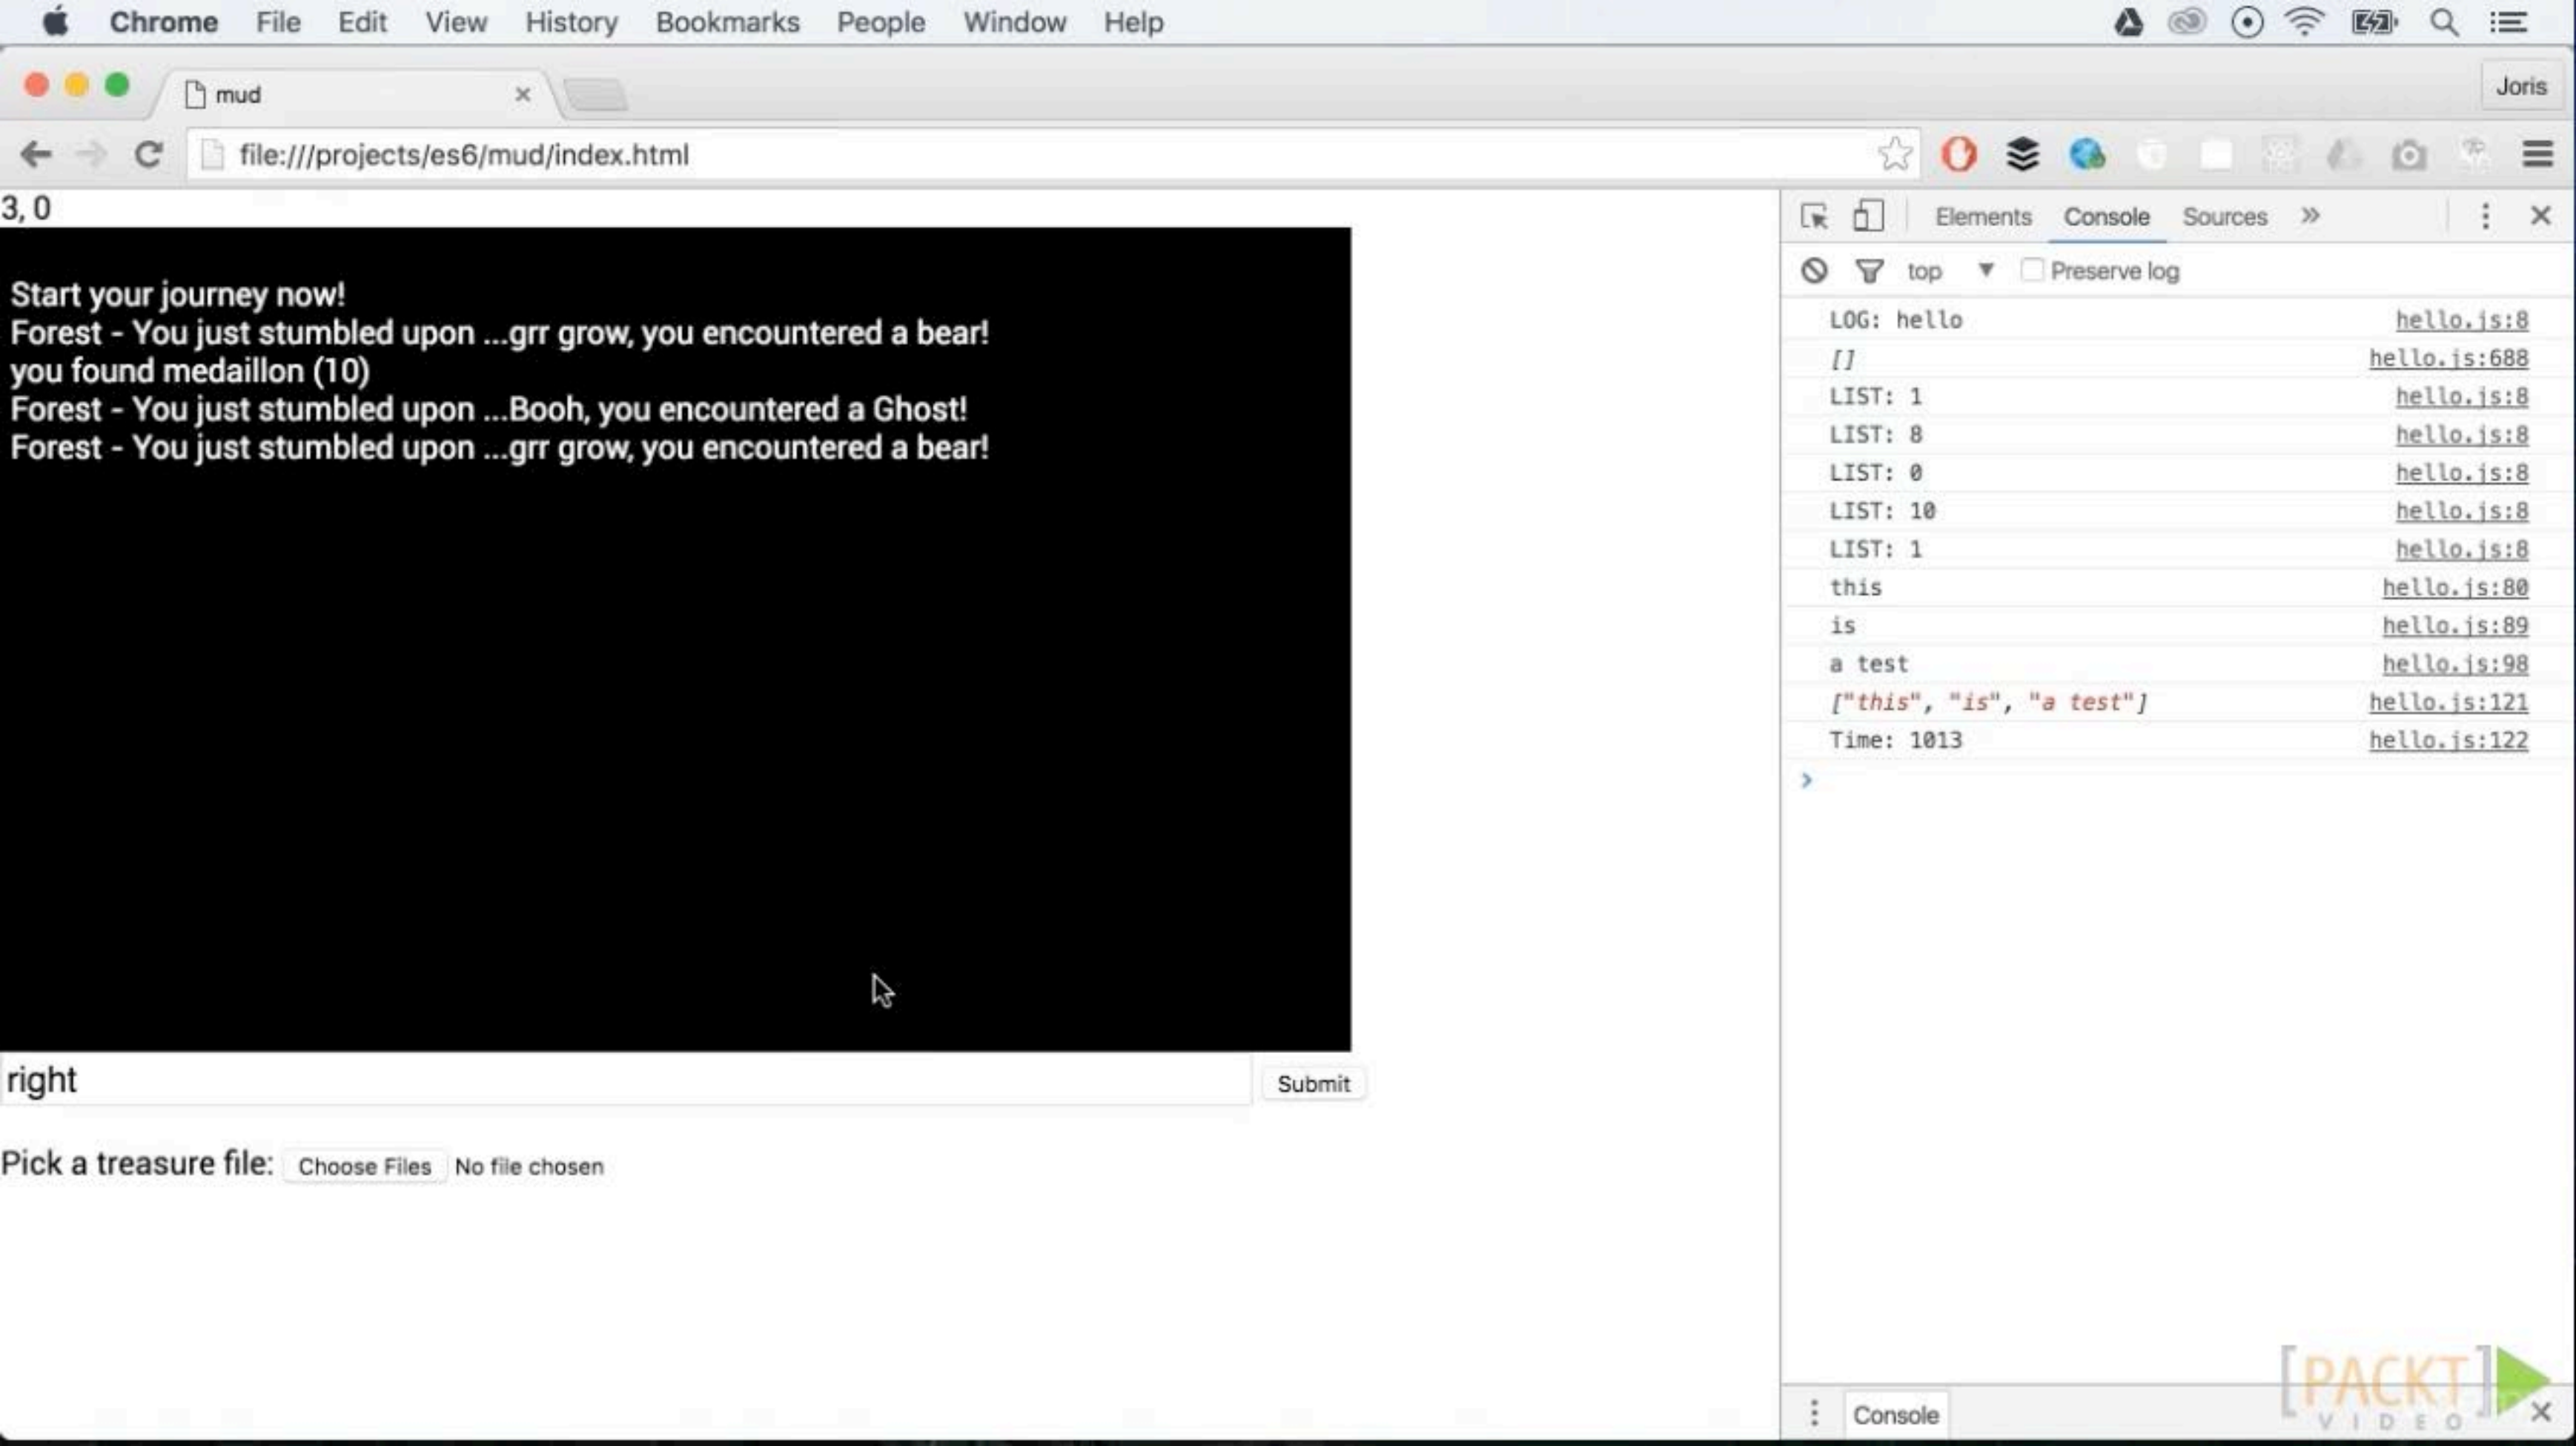 Chrome File Edit View History Bookmarks People Window Help
mud
Joris
file:///projects/es6/mud/index.html
3, 0
Start your journey now!
Forest - You just stumbled upon ...grr grow, you encountered a bear!
you found medaillon (10)
Forest - You just stumbled upon ...Booh, you encountered a Ghost!
Forest - You just stumbled upon ...grr grow, you encountered a bear!
right
Submit
Pick a treasure file: Choose Files No file chosen
Elements Console Sources »
top Preserve log
LOG: hello hello.js:8
[] hello.js:688
LIST: 1 hello.js:8
LIST: 8 hello.js:8
LIST: 0 hello.js:8
LIST: 10 hello.js:8
LIST: 1 hello.js:8
this hello.js:80
is hello.js:89
a test hello.js:98
["this", "is", "a test"] hello.js:121
Time: 1013 hello.js:122
Console
[PACKT]
VIDEO